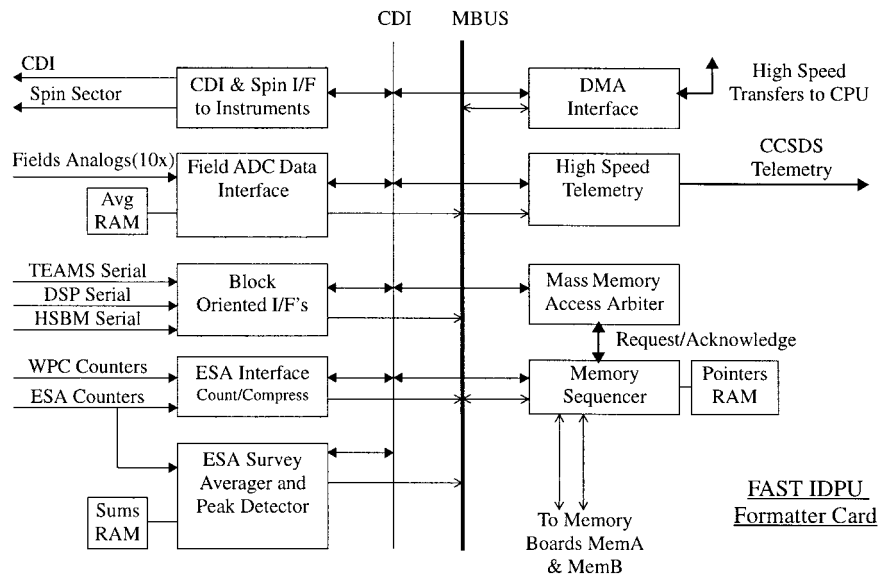 CDI MBUS
CDI
Spin Sector
CDI & Spin I/F
to Instruments
DMA
Interface
High Speed
Transfers to CPU
Fields Analogs(10x)
Avg
RAM
Field ADC Data
Interface
High Speed
Telemetry
CCSDS
Telemetry
TEAMS Serial
DSP Serial
HSBM Serial
Block
Oriented I/F's
Mass Memory
Access Arbiter
Request/Acknowledge
WPC Counters
ESA Counters
ESA Interface
Count/Compress
Memory
Sequencer
Pointers
RAM
ESA Survey
Averager and
Peak Detector
Sums
RAM
To Memory
Boards MemA
& MemB
FAST IDPU
Formatter Card